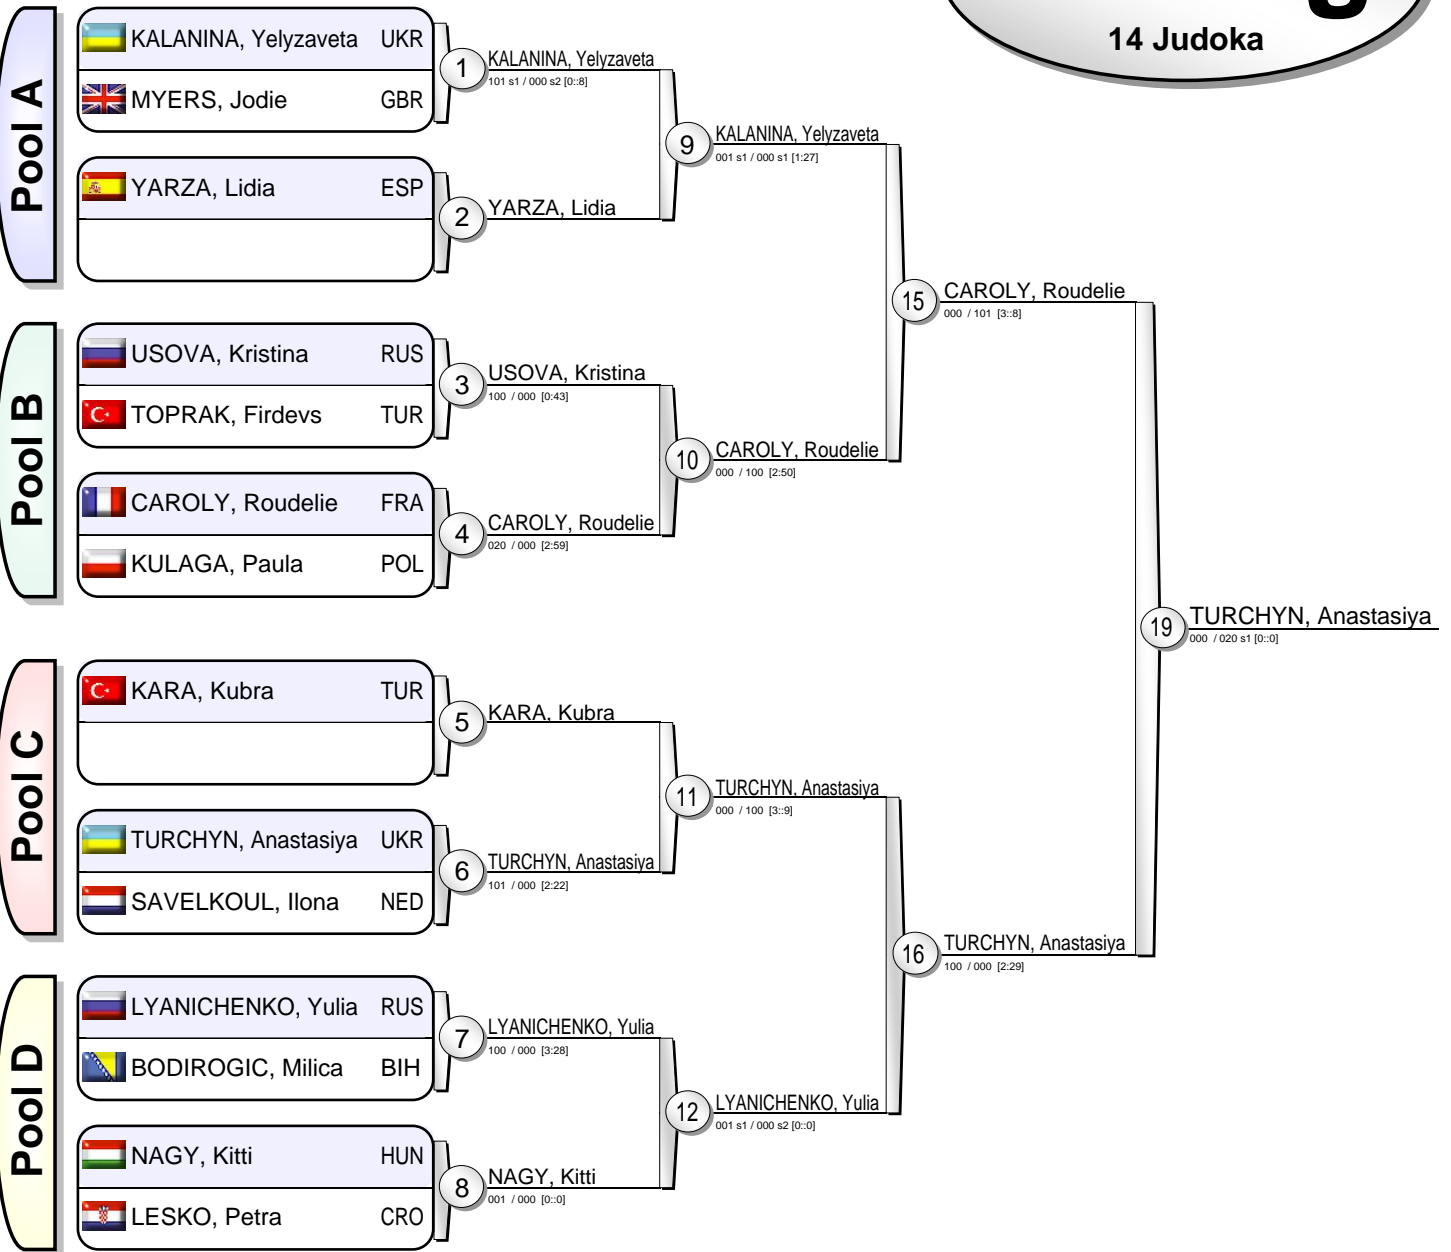 14 Judoka
Pool A
KALANINA, Yelyzaveta UKR
MYERS, Jodie GBR
YARZA, Lidia ESP
1 KALANINA, Yelyzaveta
101 s1 / 000 s2 [0::8]
2 YARZA, Lidia
9 KALANINA, Yelyzaveta
001 s1 / 000 s1 [1:27]
Pool B
USOVA, Kristina RUS
TOPRAK, Firdevs TUR
CAROLY, Roudelie FRA
KULAGA, Paula POL
3 USOVA, Kristina
100 / 000 [0:43]
4 CAROLY, Roudelie
020 / 000 [2:59]
10 CAROLY, Roudelie
000 / 100 [2:50]
15 CAROLY, Roudelie
000 / 101 [3::8]
Pool C
KARA, Kubra TUR
TURCHYN, Anastasiya UKR
SAVELKOUL, Ilona NED
5 KARA, Kubra
6 TURCHYN, Anastasiya
101 / 000 [2:22]
11 TURCHYN, Anastasiya
000 / 100 [3::9]
Pool D
LYANICHENKO, Yulia RUS
BODIROGIC, Milica BIH
NAGY, Kitti HUN
LESKO, Petra CRO
7 LYANICHENKO, Yulia
100 / 000 [3:28]
8 NAGY, Kitti
001 / 000 [0::0]
12 LYANICHENKO, Yulia
001 s1 / 000 s2 [0::0]
16 TURCHYN, Anastasiya
100 / 000 [2:29]
19 TURCHYN, Anastasiya
000 / 020 s1 [0::0]